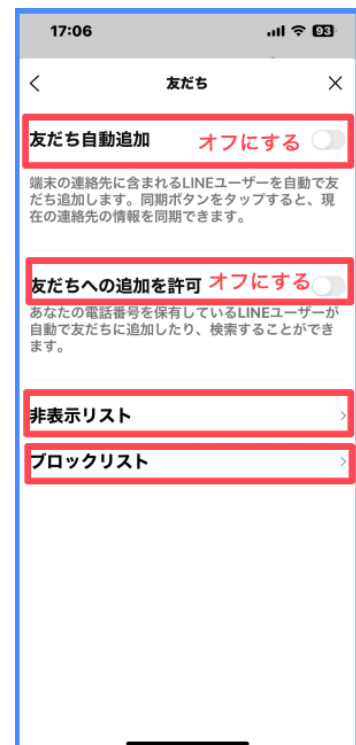 17:06 93
友だち
友だち自動追加 オフにする
端末の連絡先に含まれるLINEユーザーを自動で友
だち追加します。同期ボタンをタップすると、現
在の連絡先の情報を同期できます。
友だちへの追加を許可 オフにする
あなたの電話番号を保有しているLINEユーザーが
自動で友だちに追加したり、検索することができ
ます。
非表示リスト
ブロックリスト